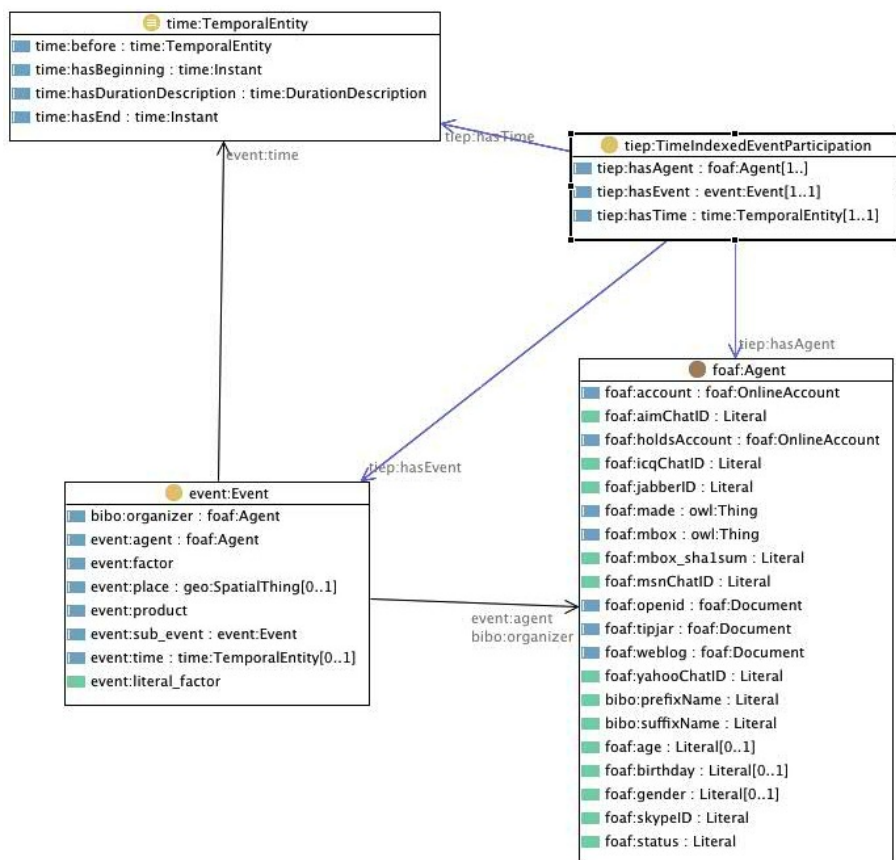 time:TemporalEntity
time:before : time:TemporalEntity
time:hasBeginning : time:Instant
time:hasDurationDescription : time:DurationDescription
time:hasEnd : time:Instant
tiep:hasTime
event:time
tiep:TimeIndexedEventParticipation
tiep:hasAgent : foaf:Agent[1..]
tiep:hasEvent : event:Event[1..1]
tiep:hasTime : time:TemporalEntity[1..1]
tiep:hasAgent
tiep:hasEvent
event:Event
bibo:organizer : foaf:Agent
event:agent : foaf:Agent
event:factor
event:place : geo:SpatialThing[0..1]
event:product
event:sub_event : event:Event
event:time : time:TemporalEntity[0..1]
event:literal_factor
event:agent
bibo:organizer
foaf:Agent
foaf:account : foaf:OnlineAccount
foaf:aimChatID : Literal
foaf:holdsAccount : foaf:OnlineAccount
foaf:icqChatID : Literal
foaf:jabberID : Literal
foaf:made : owl:Thing
foaf:mbox : owl:Thing
foaf:mbox_sha1sum : Literal
foaf:msnChatID : Literal
foaf:openid : foaf:Document
foaf:tipjar : foaf:Document
foaf:weblog : foaf:Document
foaf:yahooChatID : Literal
bibo:prefixName : Literal
bibo:suffixName : Literal
foaf:age : Literal[0..1]
foaf:birthday : Literal[0..1]
foaf:gender : Literal[0..1]
foaf:skypeID : Literal
foaf:status : Literal